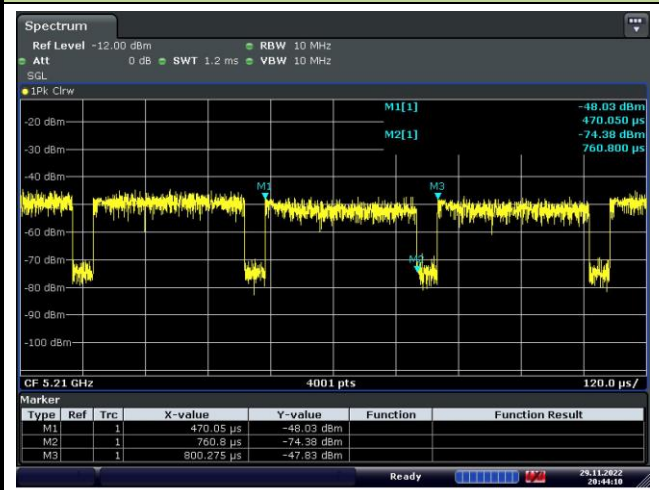 Spectrum
Ref Level -12.00 dBm RBW 10 MHz
Att 0 dB SWT 1.2 ms VBW 10 MHz
SGL
1Pk Clrw
M1[1] -48.03 dBm
470.050 µs
-20 dBm
M2[1] -74.38 dBm
760.800 µs
-30 dBm
-40 dBm
M1 M3
-60 dBm
-70 dBm
M2
-80 dBm
-90 dBm
-100 dBm
CF 5.21 GHz 4001 pts 120.0 µs/
Marker
Type Ref Trc X-value Y-value Function Function Result
M1 1 470.05 µs -48.03 dBm
M2 1 760.8 µs -74.38 dBm
M3 1 800.275 µs -47.83 dBm
Ready 29.11.2022
20:44:10